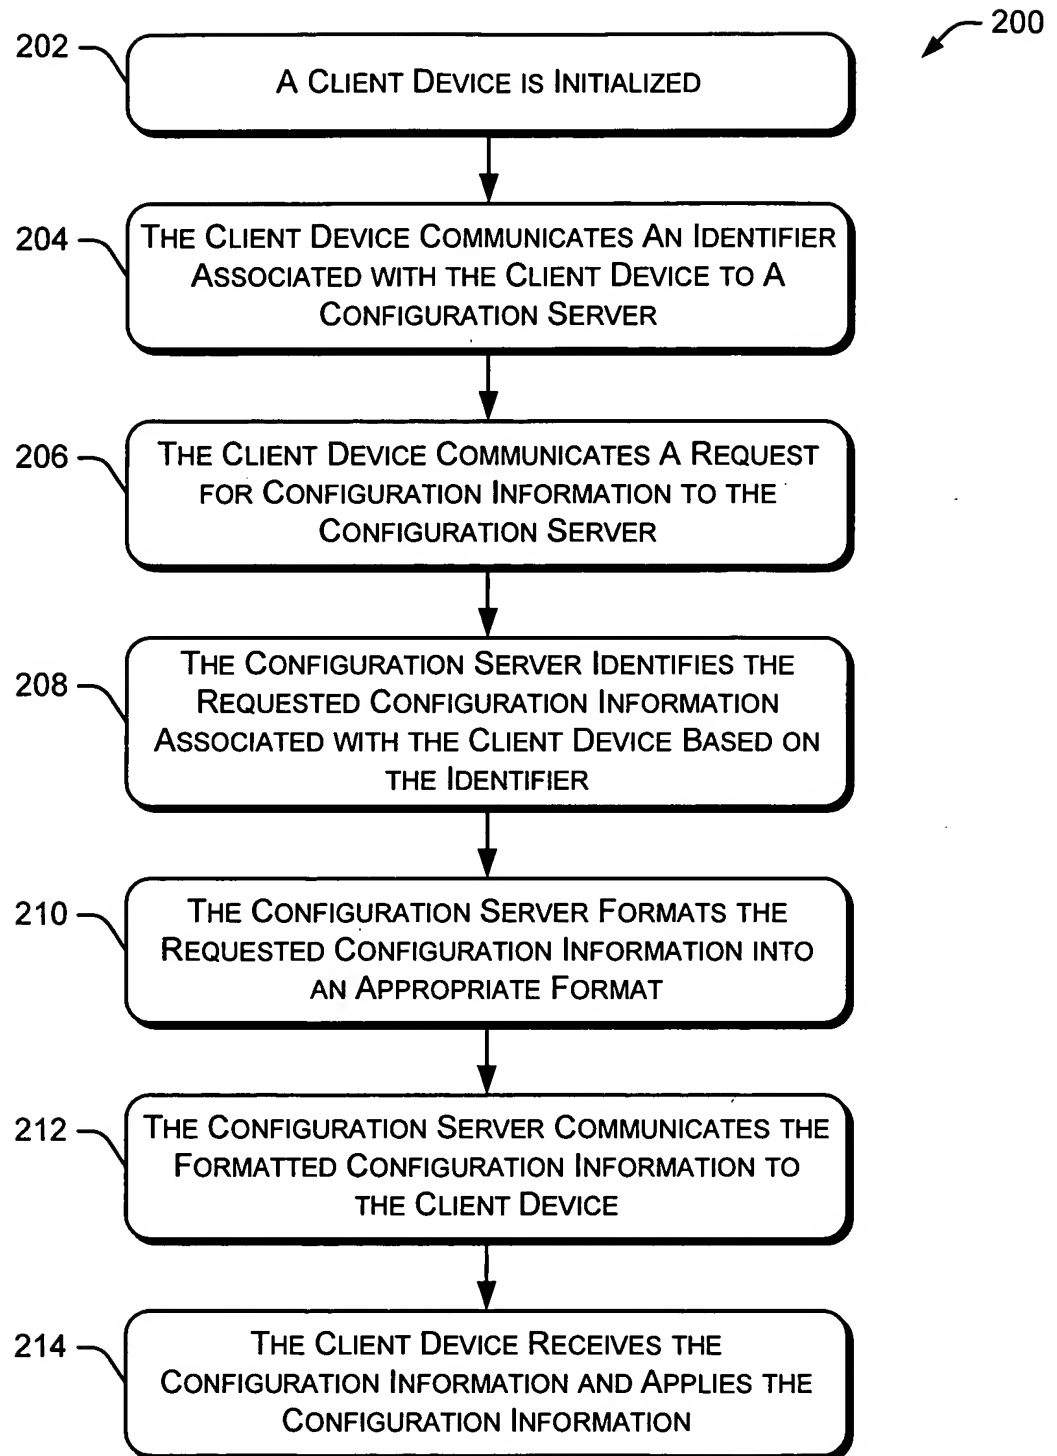 200
202
A CLIENT DEVICE IS INITIALIZED
204
THE CLIENT DEVICE COMMUNICATES AN IDENTIFIER
ASSOCIATED WITH THE CLIENT DEVICE TO A
CONFIGURATION SERVER
206
THE CLIENT DEVICE COMMUNICATES A REQUEST
FOR CONFIGURATION INFORMATION TO THE
CONFIGURATION SERVER
208
THE CONFIGURATION SERVER IDENTIFIES THE
REQUESTED CONFIGURATION INFORMATION
ASSOCIATED WITH THE CLIENT DEVICE BASED ON
THE IDENTIFIER
210
THE CONFIGURATION SERVER FORMATS THE
REQUESTED CONFIGURATION INFORMATION INTO
AN APPROPRIATE FORMAT
212
THE CONFIGURATION SERVER COMMUNICATES THE
FORMATTED CONFIGURATION INFORMATION TO
THE CLIENT DEVICE
214
THE CLIENT DEVICE RECEIVES THE
CONFIGURATION INFORMATION AND APPLIES THE
CONFIGURATION INFORMATION